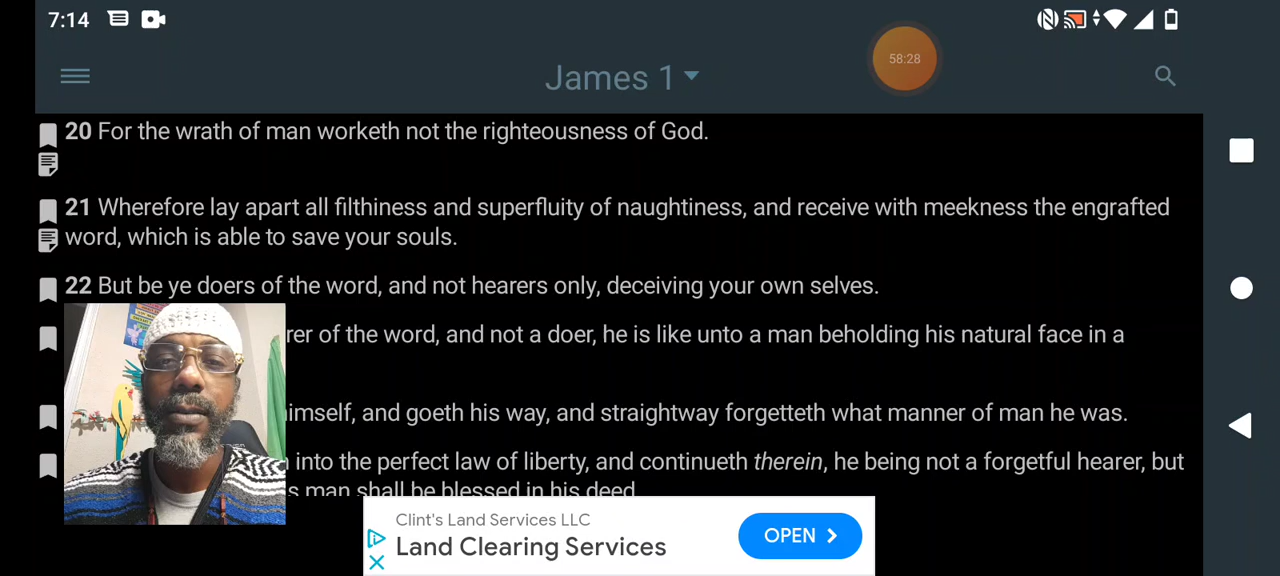 7:14
58:28
James 1
20 For the wrath of man worketh not the righteousness of God.
21 Wherefore lay apart all filthiness and superfluity of naughtiness, and receive with meekness the engrafted
word, which is able to save your souls.
22 But be ye doers of the word, and not hearers only, deceiving your own selves.
rer of the word, and not a doer, he is like unto a man beholding his natural face in a
imself, and goeth his way, and straightway forgetteth what manner of man he was.
into the perfect law of liberty, and continueth therein, he being not a forgetful hearer, but
s man shall be blessed in his deed
Clint's Land Services LLC
Land Clearing Services
OPEN